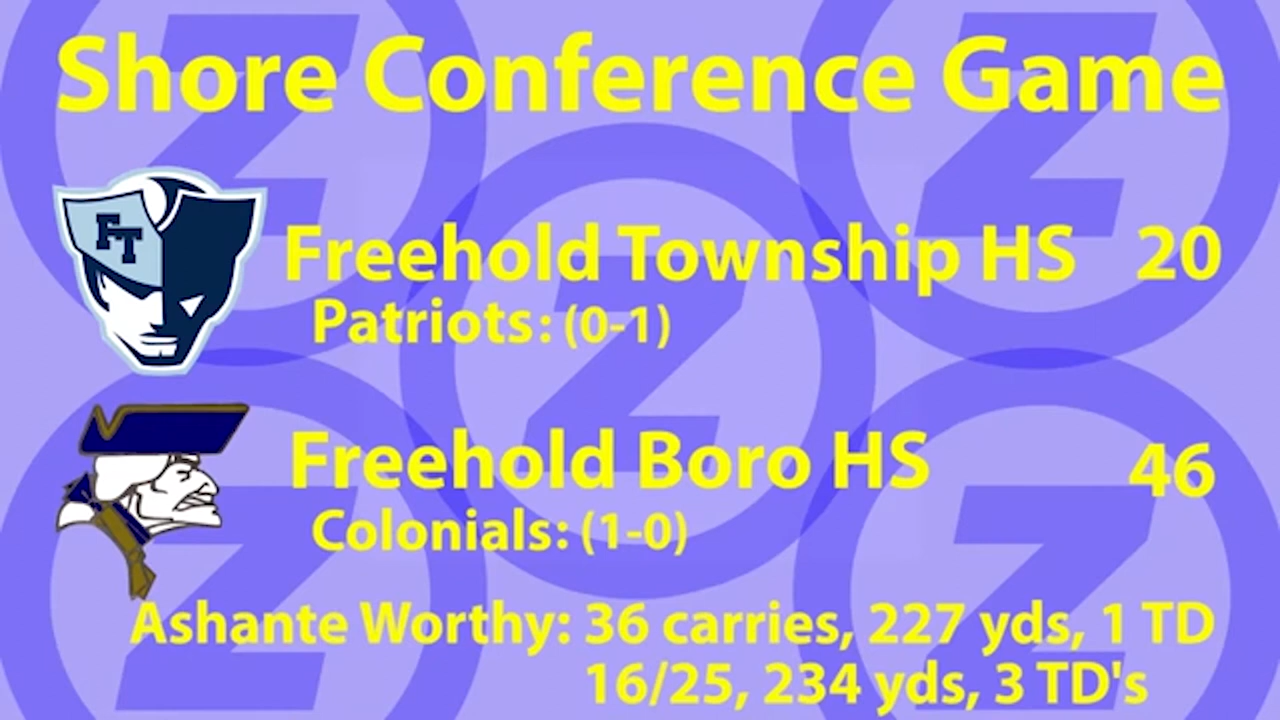 Shore Conference Game
FT
Freehold Township HS 20
Patriots: (0-1)
Freehold Boro HS 46
Colonials: (1-0)
Ashante Worthy: 36 carries, 227 yds, 1 TD
16/25, 234 yds, 3 TD's